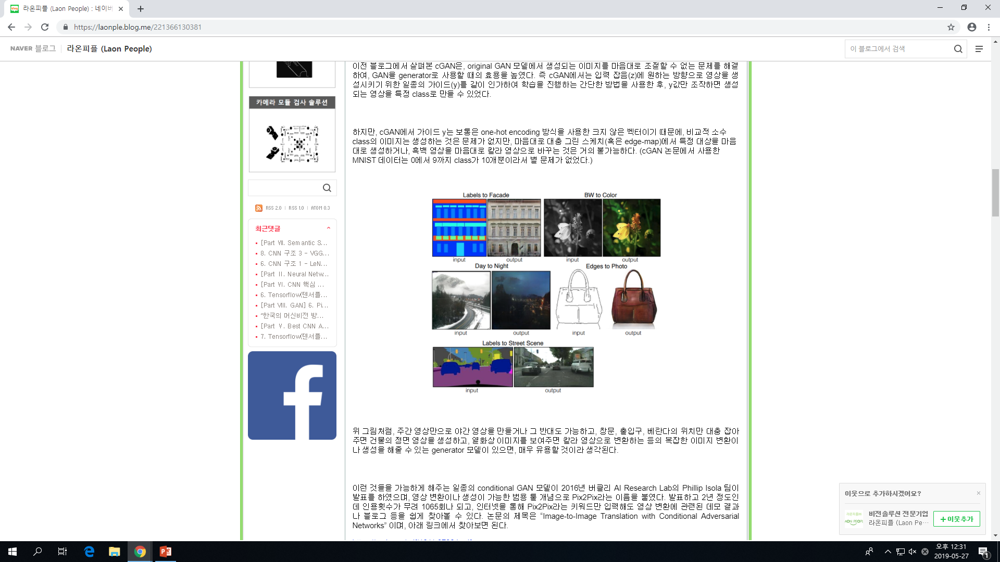 라온피플 (Laon People) : 네이버
https://laonple.blog.me/221366130381
NAVER 블로그
라온피플 (Laon People)
이 블로그에서 검색
카메라 모듈 검사 솔루션
RSS 2.0 | RSS 1.0 | ATOM 0.3
최근댓글
[Part Ⅶ. Semantic S...
8. CNN 구조 3 - VGG...
6. CNN 구조 1 - LeN...
[Part Ⅱ. Neural Netw...
[Part Ⅵ. CNN 핵심 ...
6. Tensorflow(텐서플...
[Part Ⅷ. GAN] 6. Pi...
"한국의 머신비전 방...
[Part Ⅴ. Best CNN A...
7. Tensorflow(텐서플...
이전 블로그에서 살펴본 cGAN은, original GAN 모델에서 생성되는 이미지를 마음대로 조절할 수 없는 문제를 해결
하여, GAN을 generator로 사용할 때의 효용을 높였다. 즉 cGAN에서는 입력 잡음(z)에 원하는 방향으로 영상을 생
성시키기 위한 일종의 가이드(y)를 같이 인가하여 학습을 진행하는 간단한 방법을 사용한 후, y값만 조작하면 생성
되는 영상을 특정 class로 만들 수 있었다.
하지만, cGAN에서 가이드 y는 보통은 one-hot encoding 방식을 사용한 크지 않은 벡터이기 때문에, 비교적 소수
class의 이미지는 생성하는 것은 문제가 없지만, 마음대로 대충 그린 스케치(혹은 edge-map)에서 특정 대상을 마음
대로 생성하거나, 흑백 영상을 마음대로 칼라 영상으로 바꾸는 것은 거의 불가능하다. (cGAN 논문에서 사용한
MNIST 데이터는 0에서 9까지 class가 10개뿐이라서 별 문제가 없었다.)
Labels to Facade
BW to Color
input
output
input
output
Day to Night
Edges to Photo
input
output
input
output
Labels to Street Scene
input
output
위 그림처럼, 주간 영상만으로 야간 영상을 만들거나 그 반대도 가능하고, 창문, 출입구, 베란다의 위치만 대충 잡아
주면 건물의 정면 영상을 생성하고, 열화상 이미지를 보여주면 칼라 영상으로 변환하는 등의 복잡한 이미지 변환이
나 생성을 해줄 수 있는 generator 모델이 있으면, 매우 유용할 것이라 생각된다.
이런 것들을 가능하게 해주는 일종의 conditional GAN 모델이 2016년 버클리 AI Research Lab의 Phillip Isola 팀이
발표를 하였으며, 영상 변환이나 생성이 가능한 범용 툴 개념으로 Pix2Pix라는 이름을 붙였다. 발표하고 2년 정도인
데 인용횟수가 무려 1065회나 되고, 인터넷을 통해 Pix2Pix라는 키워드만 입력해도 영상 변환에 관련된 데모 결과
나 블로그 등을 쉽게 찾아볼 수 있다. 논문의 제목은 “Image-to-Image Translation with Conditional Adversarial
Networks” 이며, 아래 링크에서 찾아보면 된다.
이웃으로 추가하시겠어요?
비전솔루션 전문기업
라온피플 (Laon Pe...
+이웃추가
오후 12:31
2019-05-27
1